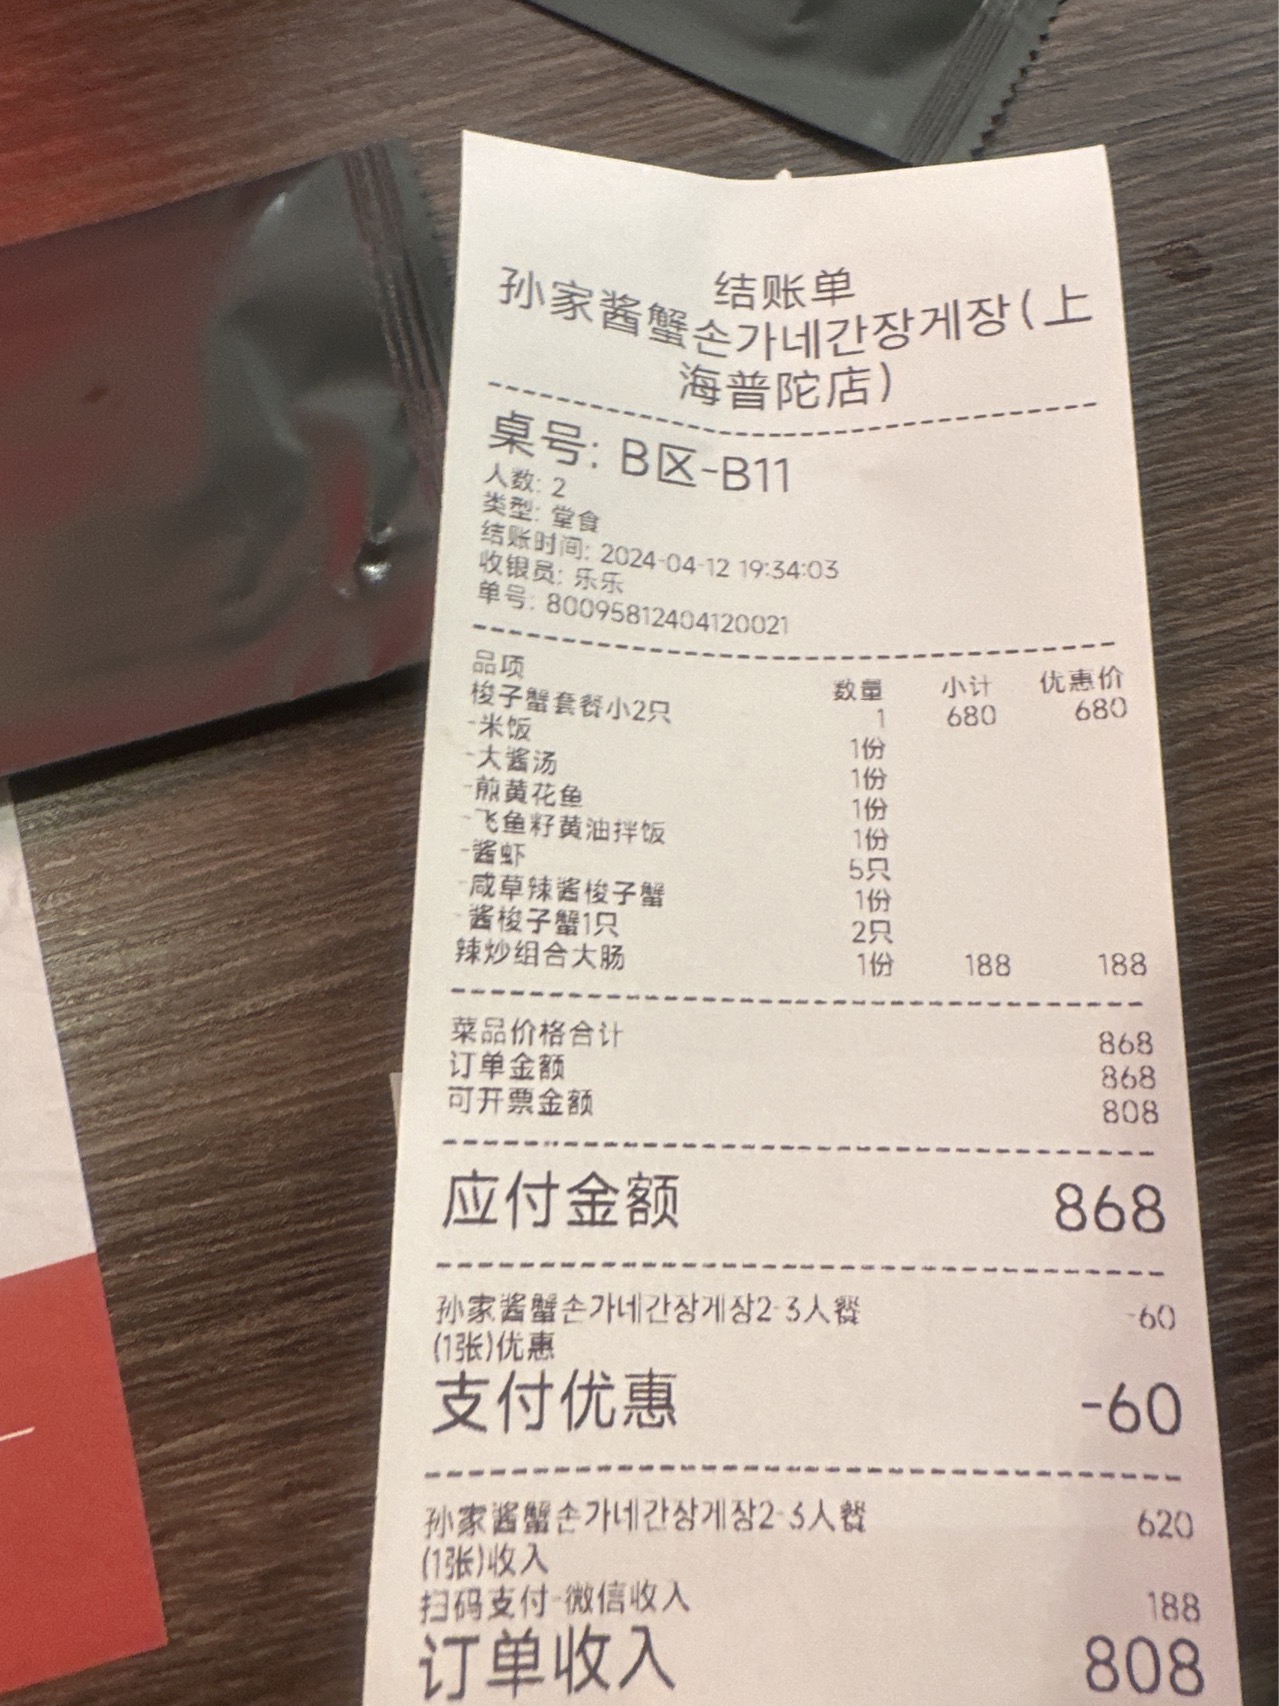 结账单
孙家酱蟹손가네간장게장(上
海普陀店)
桌号: B区-B11
人数: 2
类型: 堂食
结账时间: 2024-04-12 19:34:03
收银员: 乐乐
单号: 80095812404120021
品项 数量 小计 优惠价
梭子蟹套餐小2只 1 680 680
-米饭 1份
-大酱汤 1份
-煎黄花鱼 1份
-飞鱼籽黄油拌饭 1份
-酱虾 5只
-咸草辣酱梭子蟹 1份
-酱梭子蟹1只 2只
辣炒组合大肠 1份 188 188
菜品价格合计 868
订单金额 868
可开票金额 808
应付金额 868
孙家酱蟹손가네간장게장2-3人餐 -60
(1张)优惠
支付优惠 -60
孙家酱蟹손가네간장게장2-3人餐 620
(1张)收入
扫码支付-微信收入 188
订单收入 808